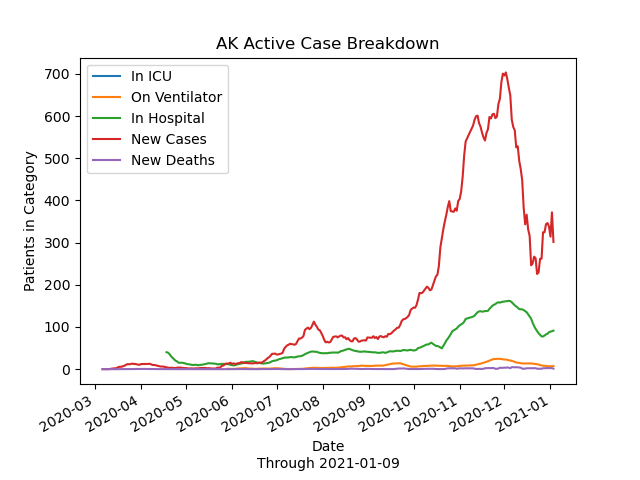 AK Active Case Breakdown
In ICU
On Ventilator
In Hospital
New Cases
New Deaths
Patients in Category
700
600
500
400
300
200
100
0
2020-03
2020-04
2020-05
2020-06
2020-07
2020-08
2020-09
2020-10
2020-11
2020-12
2021-01
Date
Through 2021-01-09